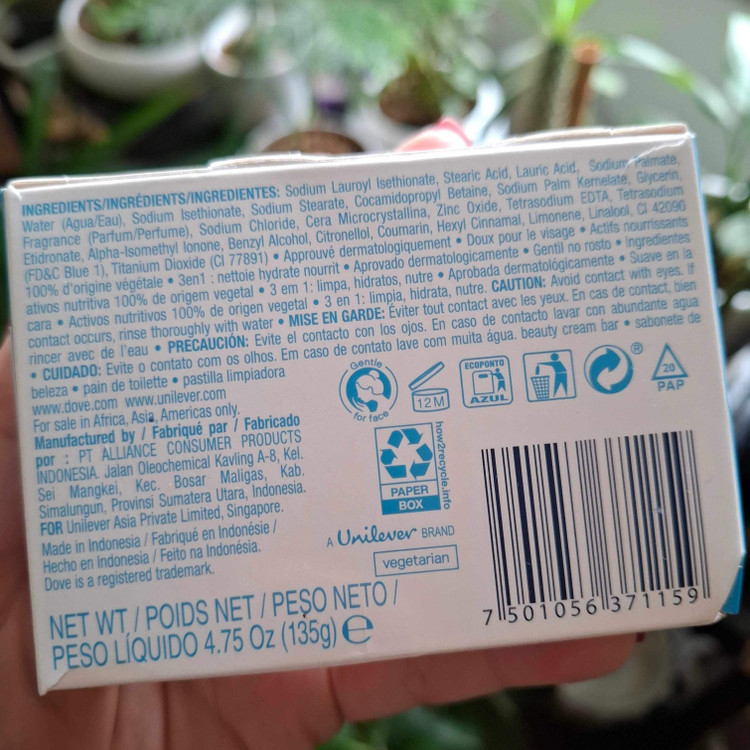 INGREDIENTS/INGRÉDIENTS/INGREDIENTES: Sodium Lauroyl Isethionate, Stearic Acid, Lauric Acid, Sodium Palmate,
Water (Agua/Eau), Sodium Isethionate, Sodium Stearate, Cocamidopropyl Betaine, Sodium Palm Kernelate, Glycerin,
Fragrance (Parfum/Perfume), Sodium Chloride, Cera Microcrystallina, Zinc Oxide, Tetrasodium EDTA, Tetrasodium
Etidronate, Alpha-Isomethyl Ionone, Benzyl Alcohol, Citronellol, Coumarin, Hexyl Cinnamal, Limonene, Linalool, CI 42090
(FD&C Blue 1), Titanium Dioxide (CI 77891) • Approuvé dermatologiquement • Doux pour le visage • Actifs nourrissants
100% d'origine végétale • 3en1 : nettoie hydrate nourrit • Aprovado dermatologicamente • Gentil no rosto • Ingredientes
ativos nutritiva 100% de origem vegetal • 3 em 1: limpa, hidratos, nutre • Aprobada dermatológicamente • Suave en la
cara • Activos nutritivos 100% de origen vegetal • 3 en 1: limpia, hidrata, nutre. CAUTION: Avoid contact with eyes. If
contact occurs, rinse thoroughly with water • MISE EN GARDE: Éviter tout contact avec les yeux. En cas de contact, bien
rincer avec de l'eau • PRECAUCIÓN: Evite el contacto con los ojos. En caso de contacto lavar con abundante agua
• CUIDADO: Evite o contato com os olhos. Em caso de contato lave com muita água. beauty cream bar • sabonete de
beleza • pain de toilette • pastilla limpiadora
www.dove.com www.unilever.com
For sale in Africa, Asia, Americas only.
Manufactured by / Fabriqué par / Fabricado
por : PT ALLIANCE CONSUMER PRODUCTS
INDONESIA. Jalan Oleochemical Kavling A-8, Kel.
Sei Mangkei, Kec. Bosar Maligas, Kab.
Simalungun, Provinsi Sumatera Utara, Indonesia.
FOR Unilever Asia Private Limited, Singapore.
Made in Indonesia / Fabriqué en Indonésie /
Hecho en Indonesia / Feito na Indonésia.
Dove is a registered trademark.
NET WT / POIDS NET / PESO NETO /
PESO LÍQUIDO 4.75 Oz (135g) e
Gentle
for face
12 M
ECOPONTO
AZUL
®
20
PAP
how2recycle.info
PAPER
BOX
A Unilever BRAND
vegetarian
7 501056 371159